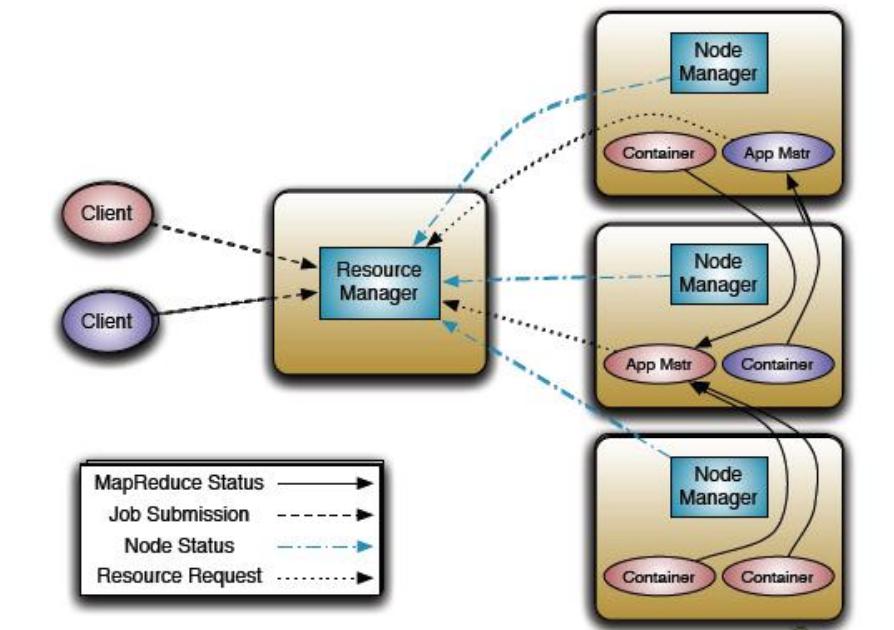 Node
Manager
Container
App Mstr
Client
Resource
Manager
Node
Manager
Client
App Mstr
Container
MapReduce Status
Job Submission
Node Status
Resource Request
Node
Manager
Container
Container